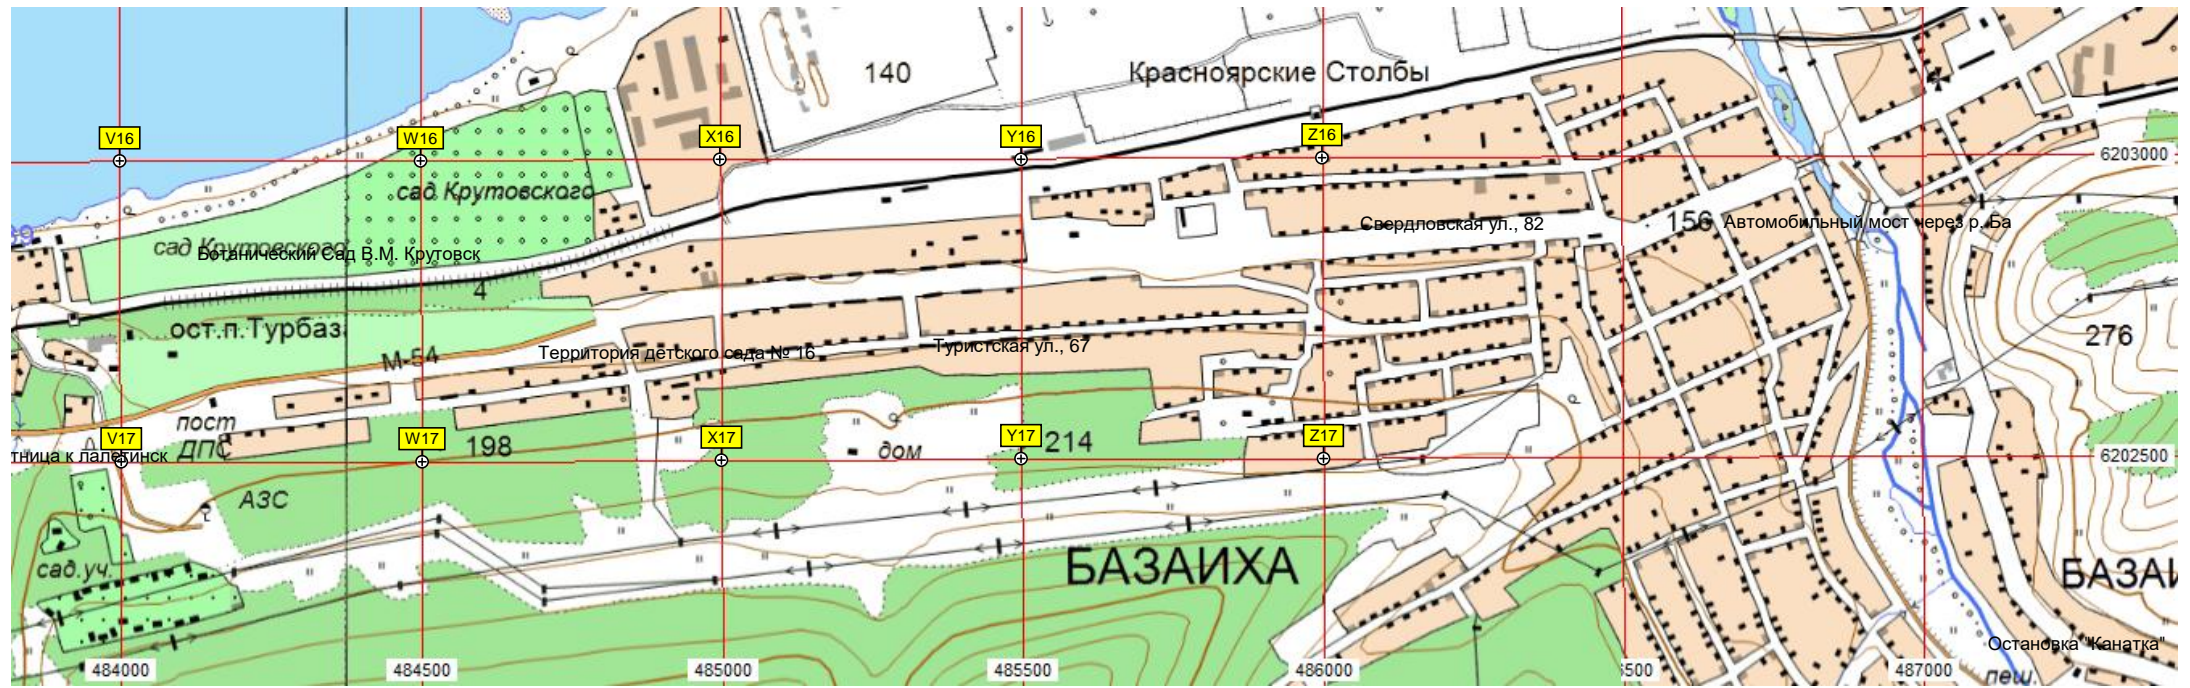 140
Красноярские Столбы
V16
W16
X16
Y16
Z16
6203000
сад Крутовского
156
Свердловская ул., 82
Автомобильный мост через р. Ба
сад Крутовского
Ботанический Сад В.М. Крутовск
4
ост.п.Турбаз
276
М-54
Территория детского сада № 16
Туристская ул., 67
пост
ДПС
V17
W17
X17
Y17
Z17
198
дом
214
6202500
тница к лалетинск
АЗС
сад.уч.
БАЗАИХА
БАЗАИ
Остановка "Канатка"
484000
484500
485000
485500
486000
6500
487000
пеш.